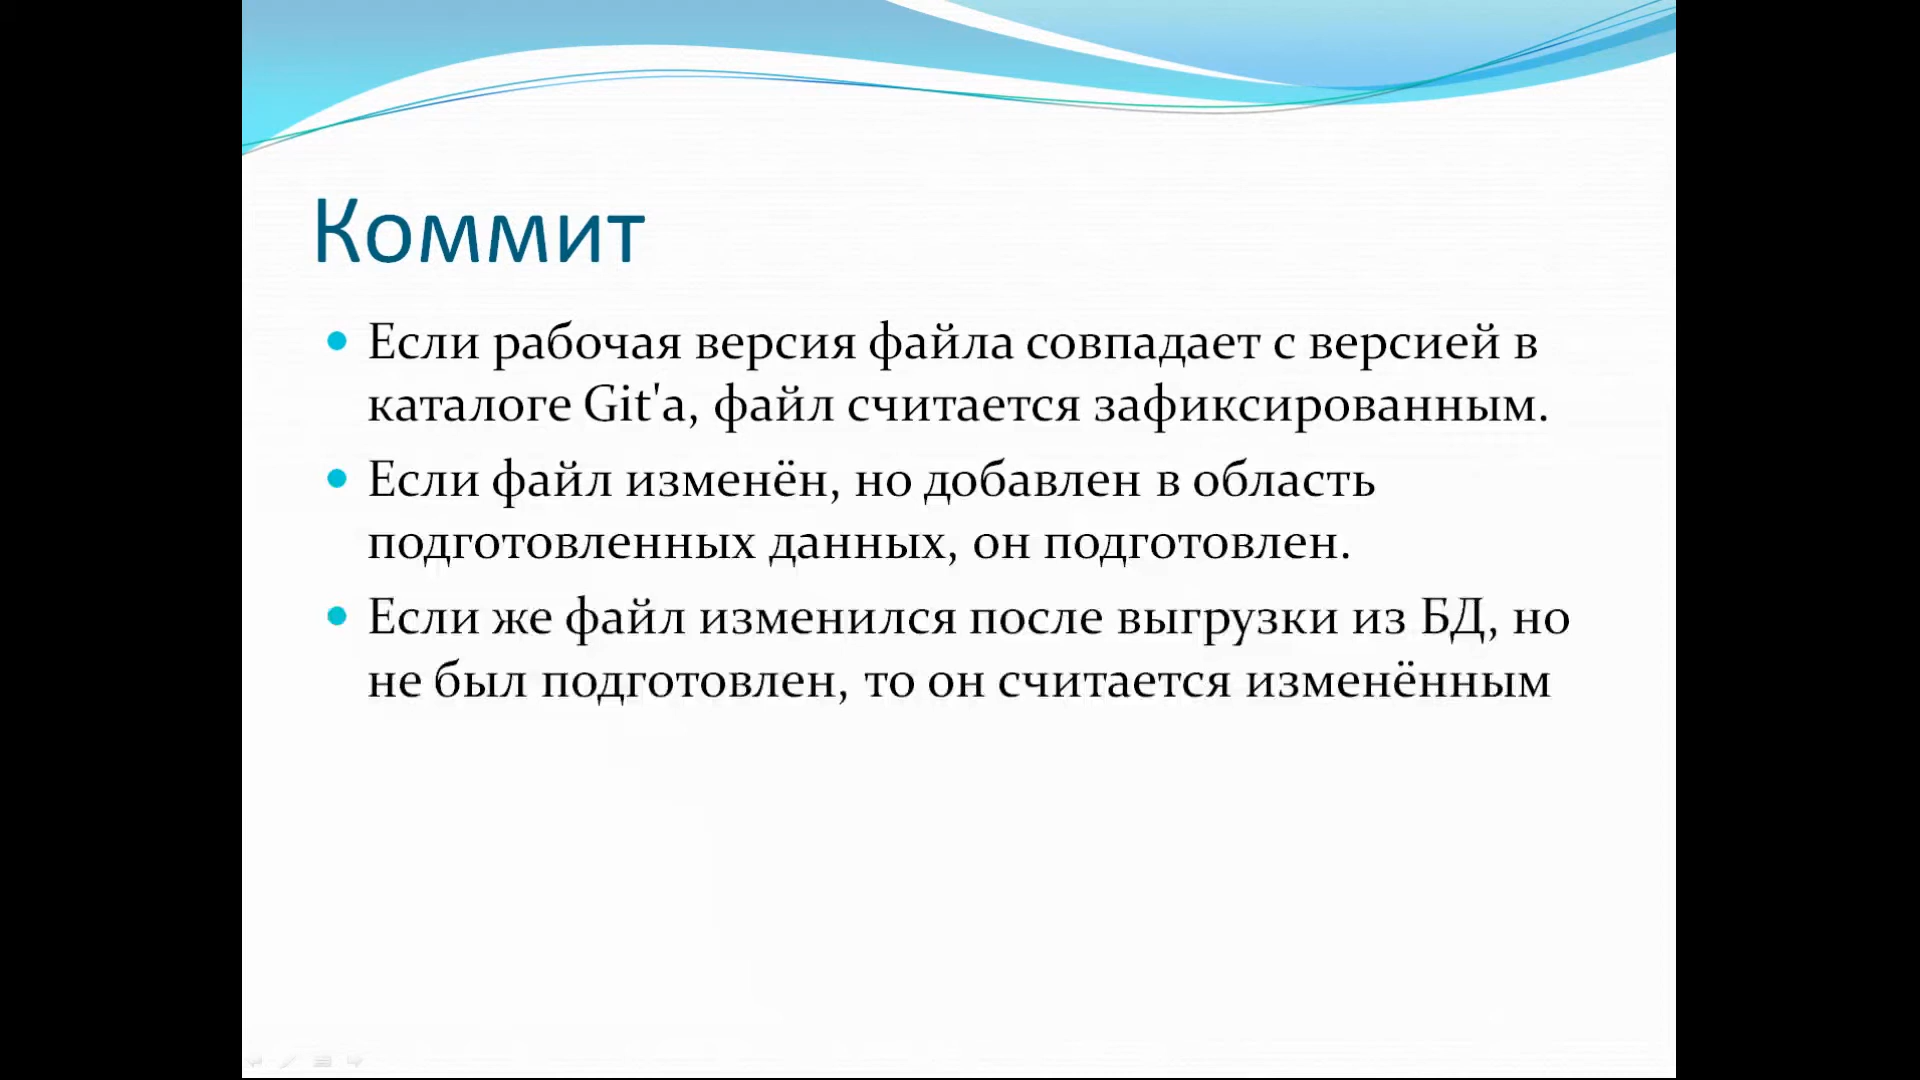 Коммит
Если рабочая версия файла совпадает с версией в
каталоге Git'а, файл считается зафиксированным.
Если файл изменён, но добавлен в область
подготовленных данных, он подготовлен.
Если же файл изменился после выгрузки из БД, но
не был подготовлен, то он считается изменённым